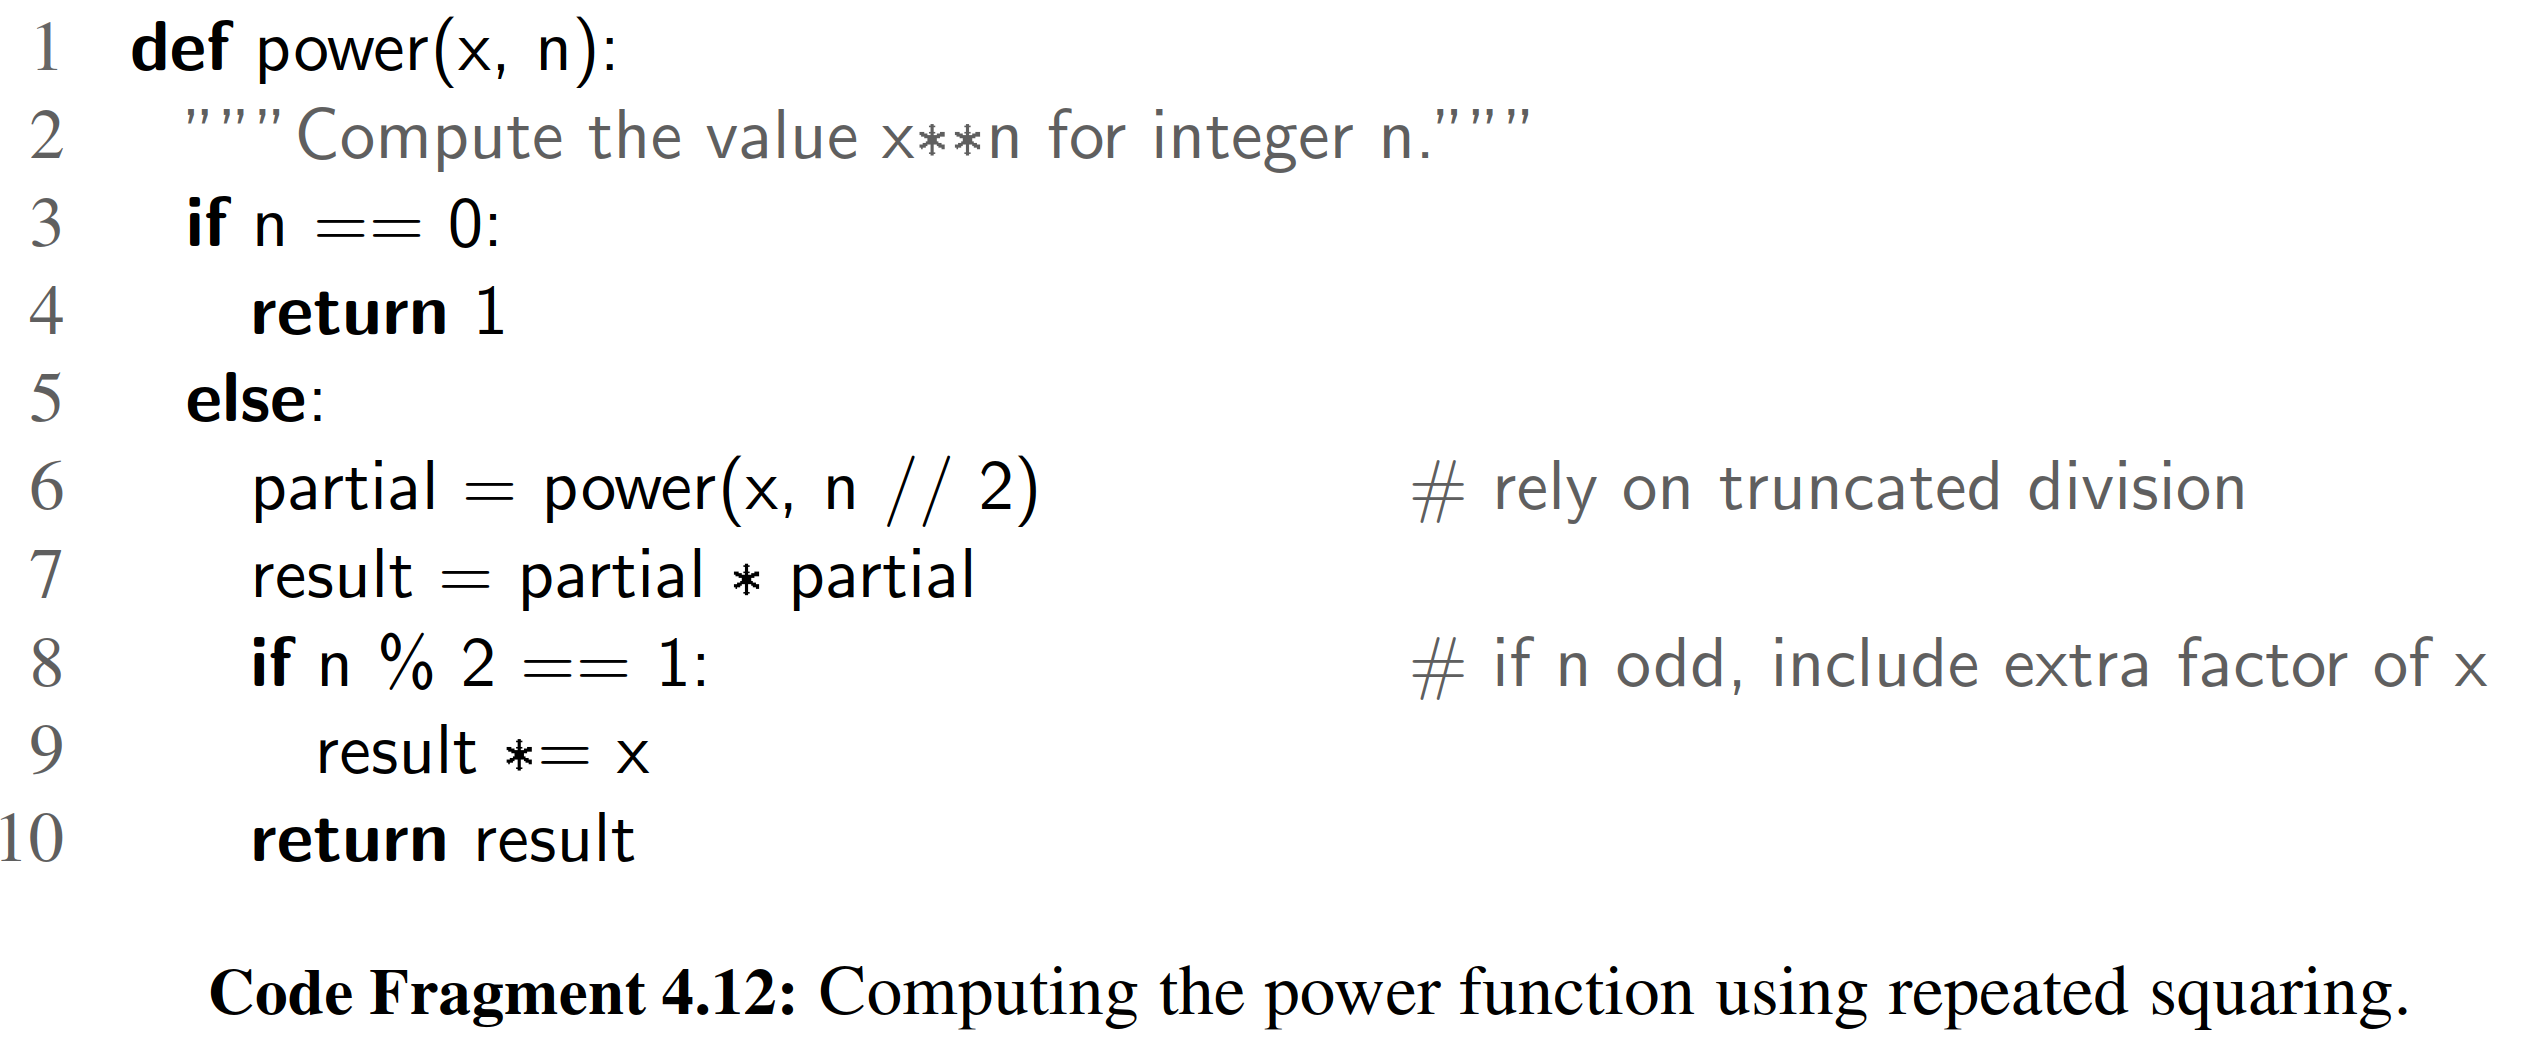 1 def power(x, n):
2 """Compute the value x**n for integer n."""
3 if n == 0:
4 return 1
5 else:
6 partial = power(x, n // 2) # rely on truncated division
7 result = partial * partial
8 if n % 2 == 1: # if n odd, include extra factor of x
9 result *= x
10 return result
Code Fragment 4.12: Computing the power function using repeated squaring.